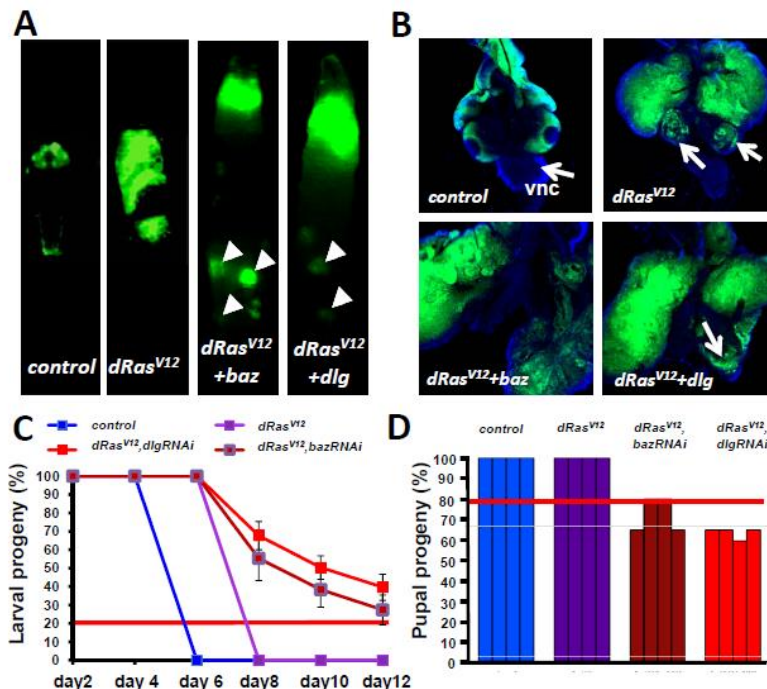 A
control
dRasV12
dRasV12
+baz
dRasV12
+dlg
B
control
vnc
dRasV12
dRasV12+baz
dRasV12+dlg
C
control
dRasV12
dRasV12,dlgRNAi
dRasV12,bazRNAi
Larval progeny (%)
100
90
80
70
60
50
40
30
20
10
0
day2
day 4
day 6
day8
day10
day12
D
control
dRasV12
dRasV12,
bazRNAi
dRasV12,
dlgRNAi
Pupal progeny (%)
100
90
80
70
60
50
40
30
20
10
0